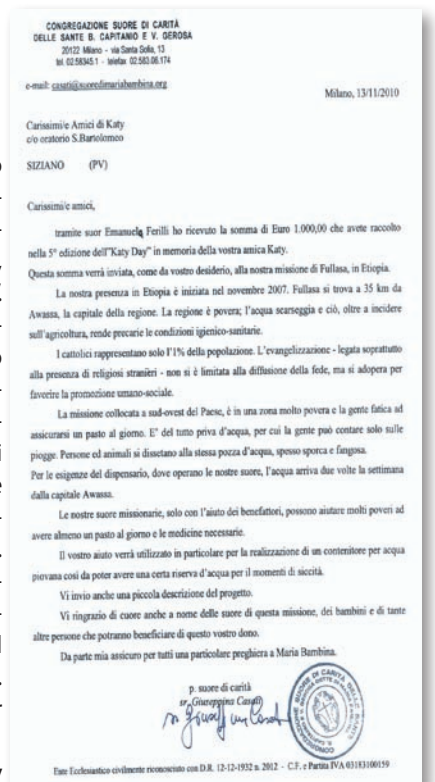 CONGREGAZIONE SUORE DI CARITÀ
DELLE SANTE B. CAPITANIO E V. GEROSA
20122 Milano - via Santa Sofia, 13
tel. 02.58345.1 - telefax 02.583.06.174
e-mail: casati@suoredimariabambina.org
Milano, 13/11/2010
Carissimi/e Amici di Katy
c/o oratorio S.Bartolomeo
SIZIANO (PV)
Carissimi/e amici,
tramite suor Emanuela Ferilli ho ricevuto la somma di Euro 1.000,00 che avete raccolto
nella 5° edizione dell'"Katy Day" in memoria della vostra amica Katy.
Questa somma verrà inviata, come da vostro desiderio, alla nostra missione di Fullasa, in Etiopia.
La nostra presenza in Etiopia è iniziata nel novembre 2007. Fullasa si trova a 35 km da
Awassa, la capitale della regione. La regione è povera; l'acqua scarseggia e ciò, oltre a incidere
sull'agricoltura, rende precarie le condizioni igienico-sanitarie.
I cattolici rappresentano solo l'1% della popolazione. L'evangelizzazione - legata soprattutto
alla presenza di religiosi stranieri - non si è limitata alla diffusione della fede, ma si adopera per
favorire la promozione umano-sociale.
La missione collocata a sud-ovest del Paese, è in una zona molto povera e la gente fatica ad
assicurarsi un pasto al giorno. E' del tutto priva d'acqua, per cui la gente può contare solo sulle
piogge. Persone ed animali si dissetano alla stessa pozza d'acqua, spesso sporca e fangosa.
Per le esigenze del dispensario, dove operano le nostre suore, l'acqua arriva due volte la settimana
dalla capitale Awassa.
Le nostre suore missionarie, solo con l'aiuto dei benefattori, possono aiutare molti poveri ad
avere almeno un pasto al giorno e le medicine necessarie.
Il vostro aiuto verrà utilizzato in particolare per la realizzazione di un contenitore per acqua
piovana così da poter avere una certa riserva d'acqua per il momenti di siccità.
Vi invio anche una piccola descrizione del progetto.
Vi ringrazio di cuore anche a nome delle suore di questa missione, dei bambini e di tante
altre persone che potranno beneficiare di questo vostro dono.
Da parte mia assicuro per tutti una particolare preghiera a Maria Bambina.
p. suore di carità
sr. Giuseppina Casati
Ente Ecclesiastico civilmente riconosciuto con D.R. 12-12-1932 n. 2012 - C.F. e Partita IVA 03183100159